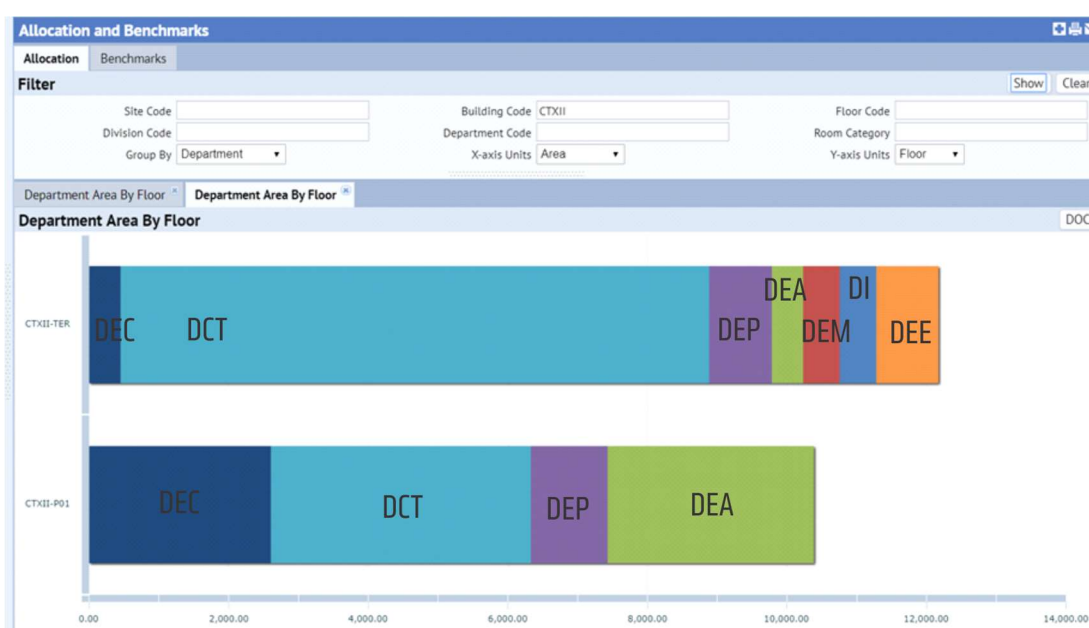 Allocation and Benchmarks
Allocation Benchmarks
Filter Show Clear
Site Code Building Code CTXII Floor Code
Division Code Department Code Room Category
Group By Department X-axis Units Area Y-axis Units Floor
Department Area By Floor × Department Area By Floor ×
Department Area By Floor DOC
CTXII-TER DEC DCT DEP DEA DEM DI DEE
CTXII-P01 DEC DCT DEP DEA
0.00 2,000.00 4,000.00 6,000.00 8,000.00 10,000.00 12,000.00 14,000.00